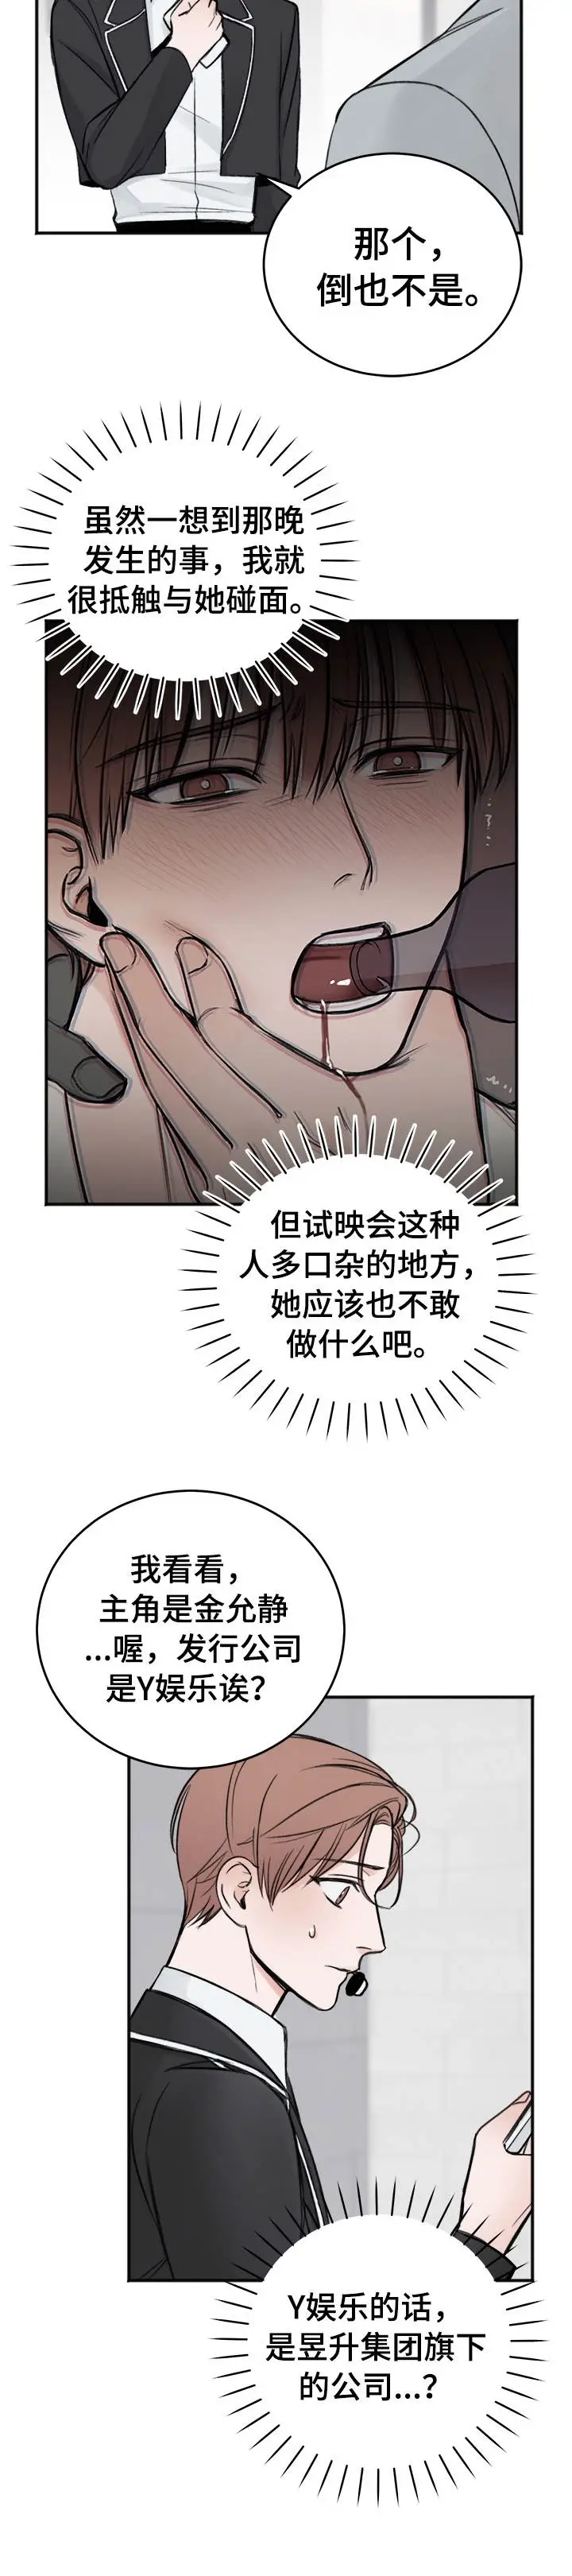 那个，
倒也不是。
虽然一想到那晚
发生的事，我就
很抵触与她碰面。
但试映会这种
人多口杂的地方，
她应该也不敢
做什么吧。
我看看，
主角是金允静
...喔，发行公司
是Y娱乐诶？
Y娱乐的话，
是昱升集团旗下
的公司...？